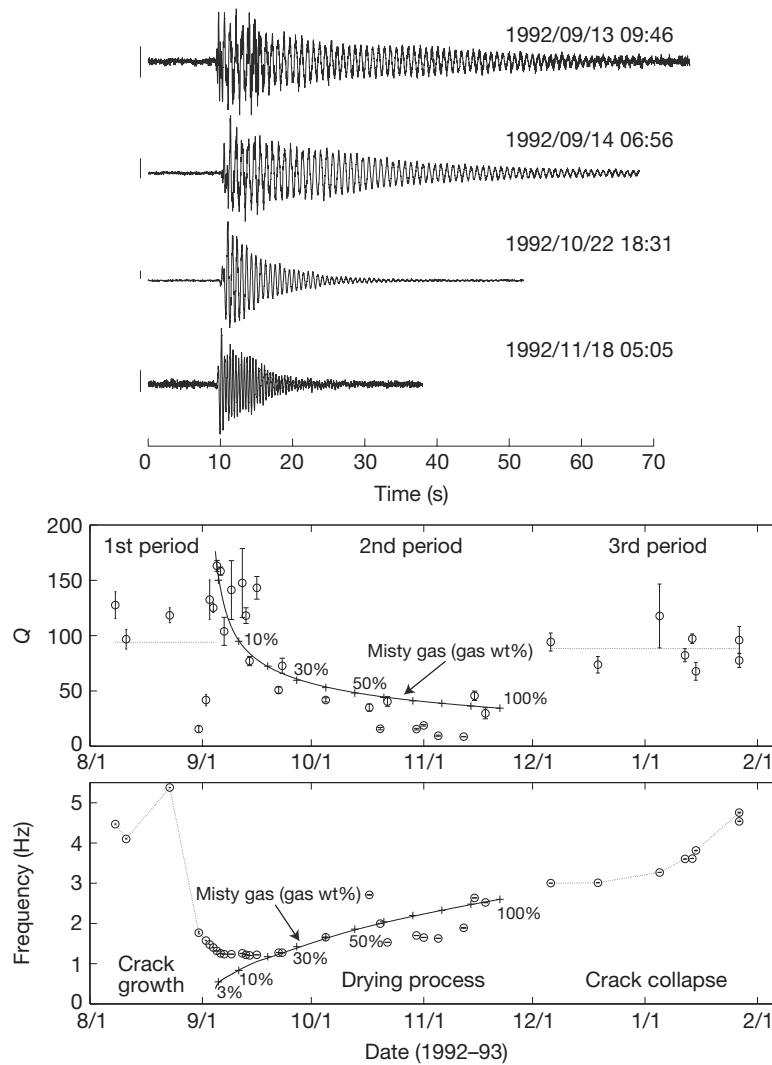 1992/09/13 09:46
1992/09/14 06:56
1992/10/22 18:31
1992/11/18 05:05
0 10 20 30 40 50 60 70
Time (s)
200
1st period 2nd period 3rd period
150
Q
100
10%
Misty gas (gas wt%)
30%
50
50%
100%
0
8/1 9/1 10/1 11/1 12/1 1/1 2/1
5
4
Frequency (Hz)
3
Misty gas (gas wt%)
2
100%
50%
30%
1
10%
3%
Crack growth
Drying process
Crack collapse
0
8/1 9/1 10/1 11/1 12/1 1/1 2/1
Date (1992–93)